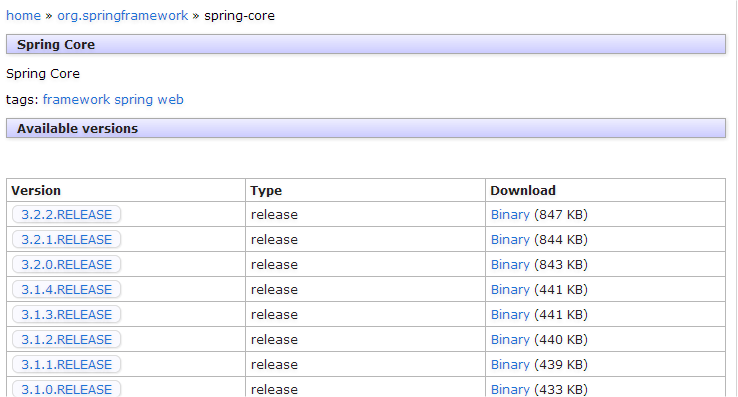 home » org.springframework » spring-core
Spring Core
Spring Core
tags: framework spring web
Available versions
Version Type Download
3.2.2.RELEASE release Binary (847 KB)
3.2.1.RELEASE release Binary (844 KB)
3.2.0.RELEASE release Binary (843 KB)
3.1.4.RELEASE release Binary (441 KB)
3.1.3.RELEASE release Binary (441 KB)
3.1.2.RELEASE release Binary (440 KB)
3.1.1.RELEASE release Binary (439 KB)
3.1.0.RELEASE release Binary (433 KB)